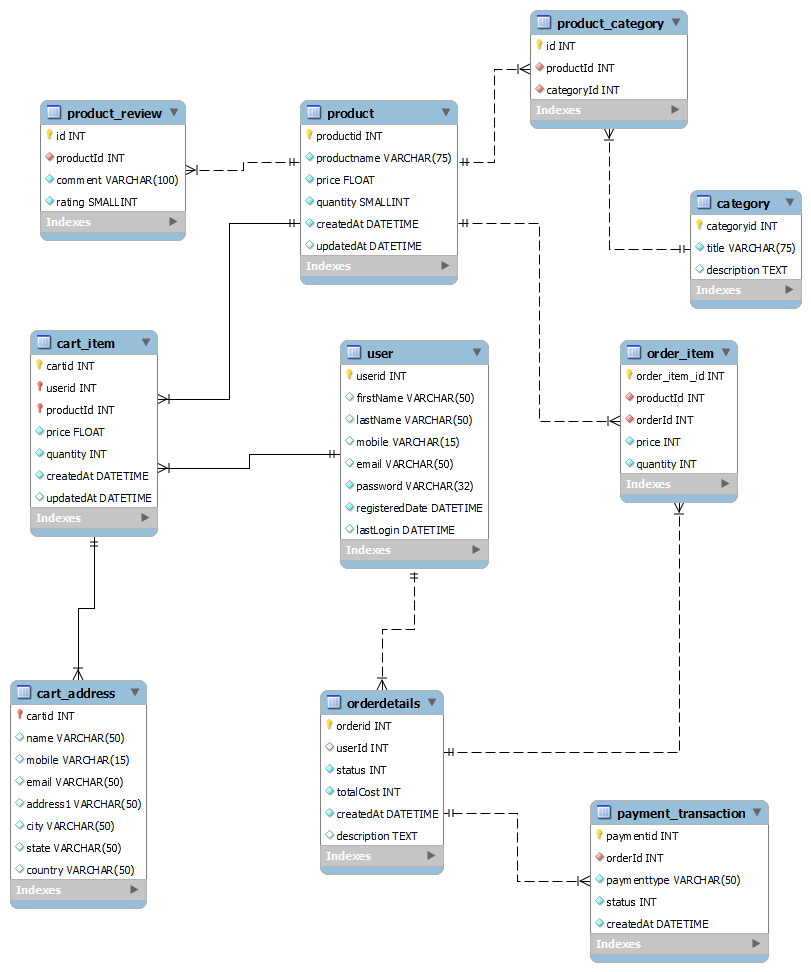 product_category
id INT
productId INT
categoryId INT
Indexes
product_review
id INT
productId INT
comment VARCHAR(100)
rating SMALLINT
Indexes
product
productid INT
productname VARCHAR(75)
price FLOAT
quantity SMALLINT
createdAt DATETIME
updatedAt DATETIME
Indexes
category
categoryid INT
title VARCHAR(75)
description TEXT
Indexes
cart_item
cartid INT
userid INT
productId INT
price FLOAT
quantity INT
createdAt DATETIME
updatedAt DATETIME
Indexes
user
userid INT
firstName VARCHAR(50)
lastName VARCHAR(50)
mobile VARCHAR(15)
email VARCHAR(50)
password VARCHAR(32)
registeredDate DATETIME
lastLogin DATETIME
Indexes
order_item
order_item_id INT
productId INT
orderId INT
price INT
quantity INT
Indexes
cart_address
cartid INT
name VARCHAR(50)
mobile VARCHAR(15)
email VARCHAR(50)
address1 VARCHAR(50)
city VARCHAR(50)
state VARCHAR(50)
country VARCHAR(50)
Indexes
orderdetails
orderid INT
userId INT
status INT
totalCost INT
createdAt DATETIME
description TEXT
Indexes
payment_transaction
paymentid INT
orderId INT
paymenttype VARCHAR(50)
status INT
createdAt DATETIME
Indexes